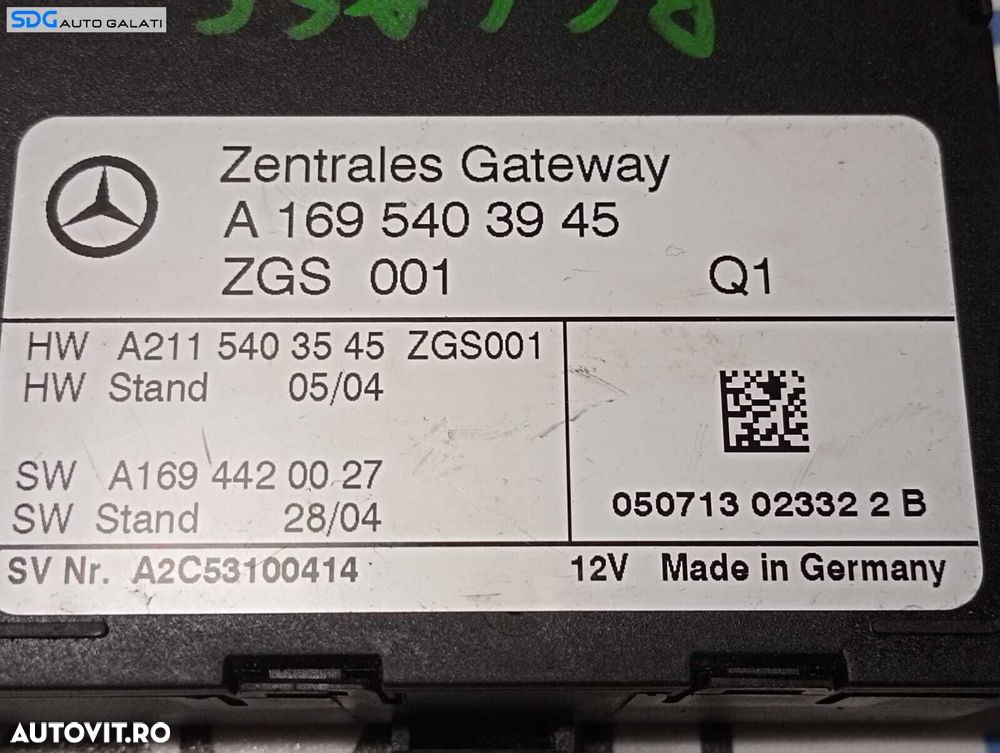 SDG AUTO GALATI
Zentrales Gateway
A 169 540 39 45
ZGS 001 Q1
HW A211 540 35 45 ZGS001
HW Stand 05/04
SW A169 442 00 27
SW Stand 28/04
050713 02332 2 B
SV Nr. A2C53100414 12V Made in Germany
AUTOVIT.RO